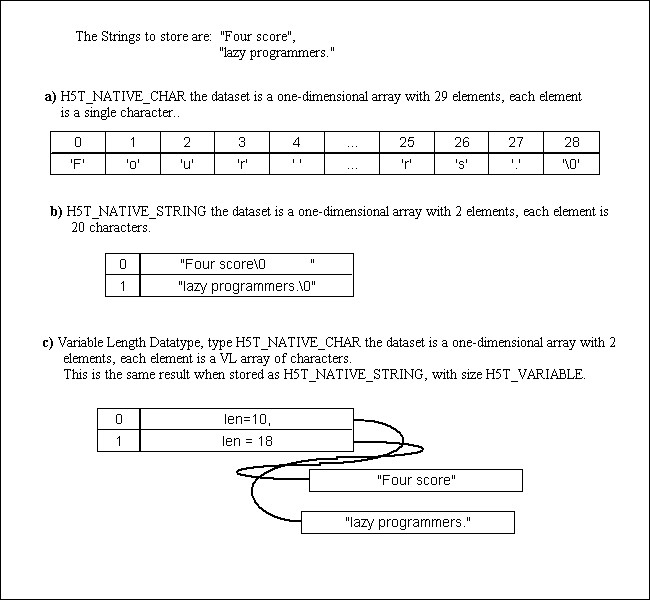 The Strings to store are: "Four score",
"lazy programmers."
a) H5T_NATIVE_CHAR the dataset is a one-dimensional array with 29 elements, each element
is a single character..
0 1 2 3 4 ... 25 26 27 28
'F' 'o' 'u' 'r' ' ' ... 'r' 's' '.' '\0'
b) H5T_NATIVE_STRING the dataset is a one-dimensional array with 2 elements, each element is
20 characters.
0 "Four score\0 "
1 "lazy programmers.\0"
c) Variable Length Datatype, type H5T_NATIVE_CHAR the dataset is a one-dimensional array with 2
elements, each element is a VL array of characters.
This is the same result when stored as H5T_NATIVE_STRING, with size H5T_VARIABLE.
0 len=10,
1 len = 18
"Four score"
"lazy programmers."